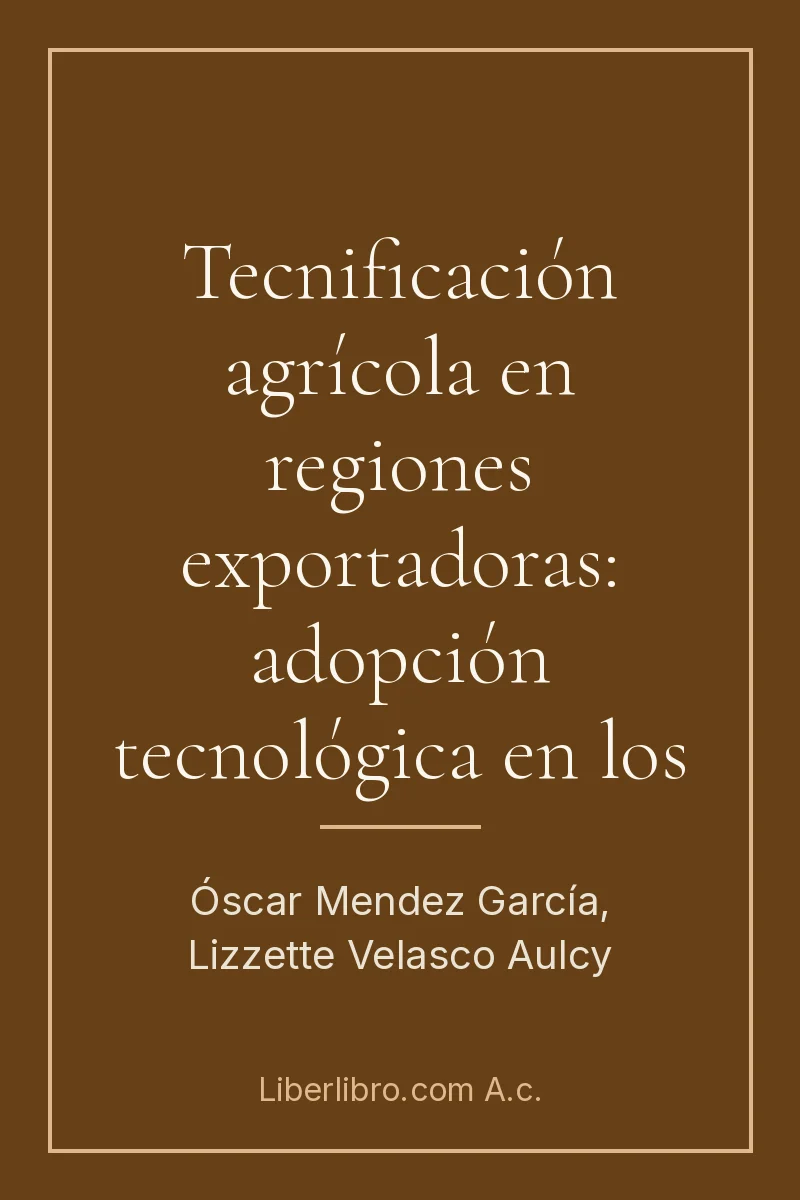 Tecnificación
agrícola en
regiones
exportadoras:
adopción
tecnológica en los
Óscar Mendez García,
Lizzette Velasco Aulcy
Liberlibro.com A.c.